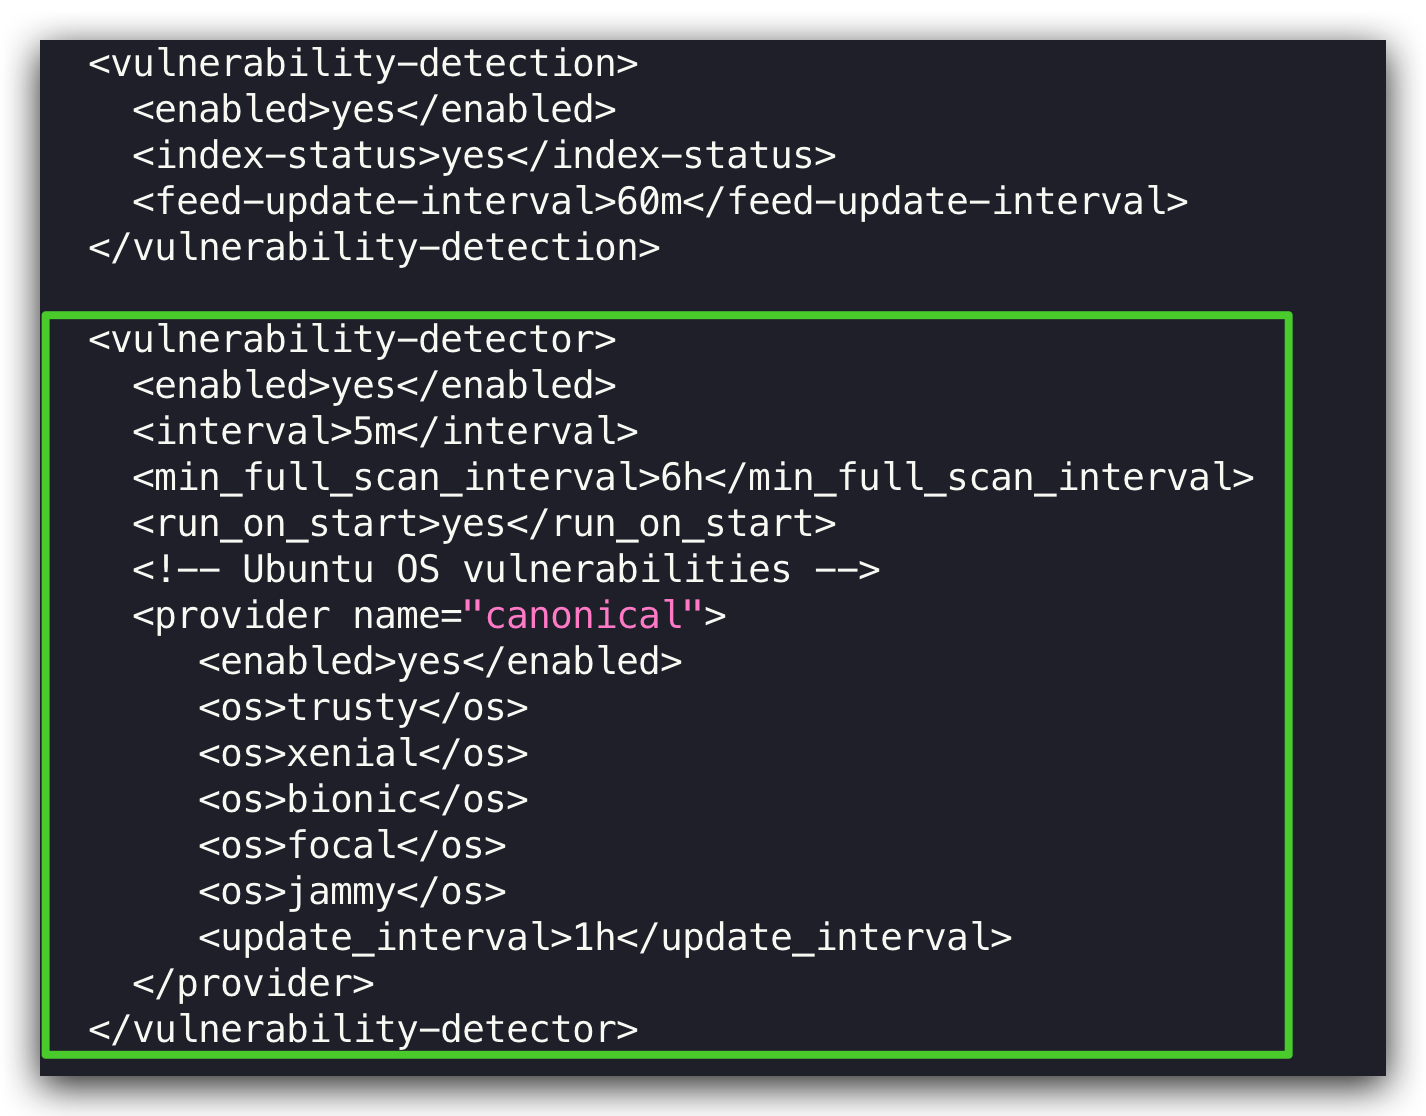 <vulnerability-detection>
<enabled>yes</enabled>
<index-status>yes</index-status>
<feed-update-interval>60m</feed-update-interval>
</vulnerability-detection>
<vulnerability-detector>
<enabled>yes</enabled>
<interval>5m</interval>
<min_full_scan_interval>6h</min_full_scan_interval>
<run_on_start>yes</run_on_start>
<!-- Ubuntu OS vulnerabilities -->
<provider name="canonical">
<enabled>yes</enabled>
<os>trusty</os>
<os>xenial</os>
<os>bionic</os>
<os>focal</os>
<os>jammy</os>
<update_interval>1h</update_interval>
</provider>
</vulnerability-detector>